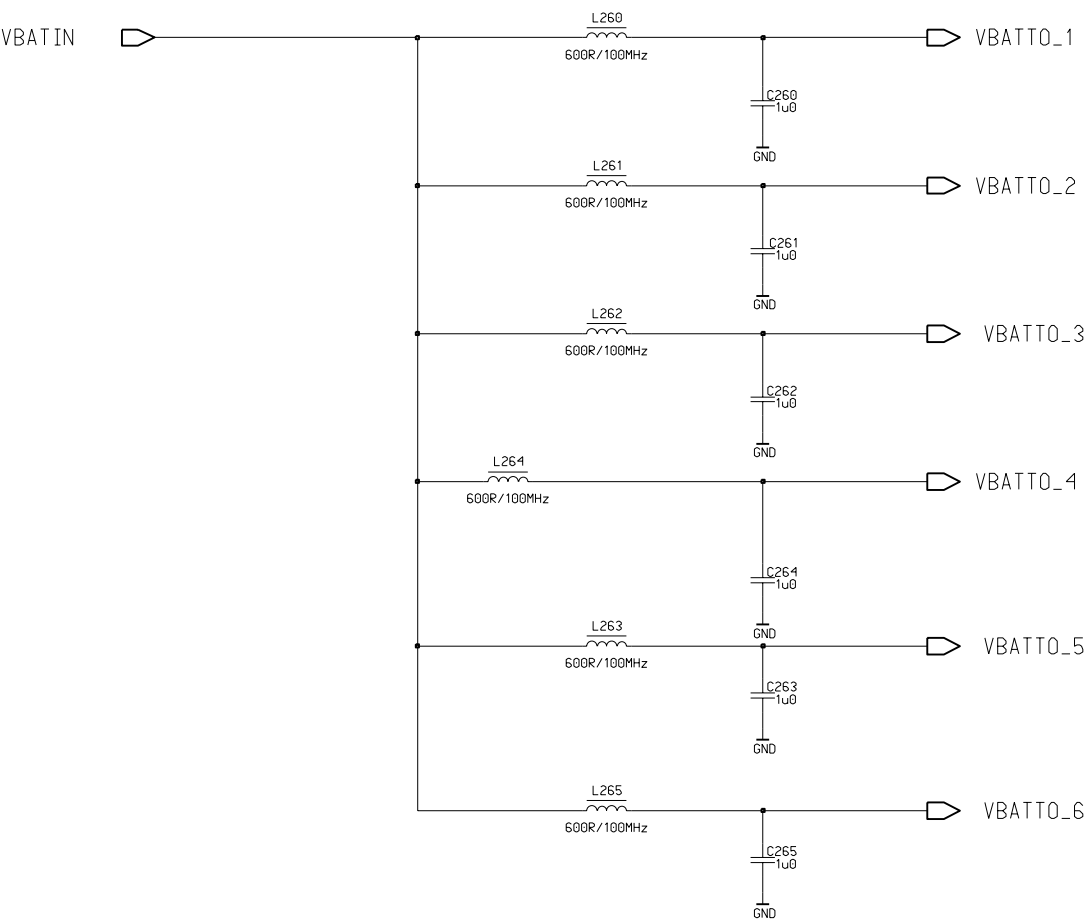 L260
VBATIN
VBATTO_1
600R/100MHz
C260
1u0
GND
L261
VBATTO_2
600R/100MHz
C261
1u0
GND
L262
VBATTO_3
600R/100MHz
C262
1u0
GND
L264
VBATTO_4
600R/100MHz
C264
1u0
L263
GND
VBATTO_5
600R/100MHz
C263
1u0
GND
L265
VBATTO_6
600R/100MHz
C265
1u0
GND